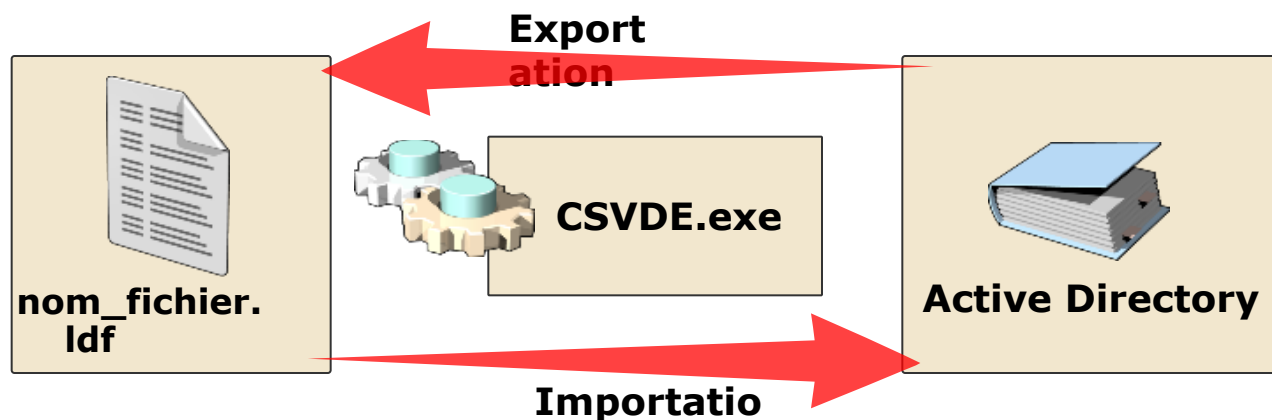 Export
ation
CSVDE.exe
nom_fichier.
ldf
Active Directory
Importatio